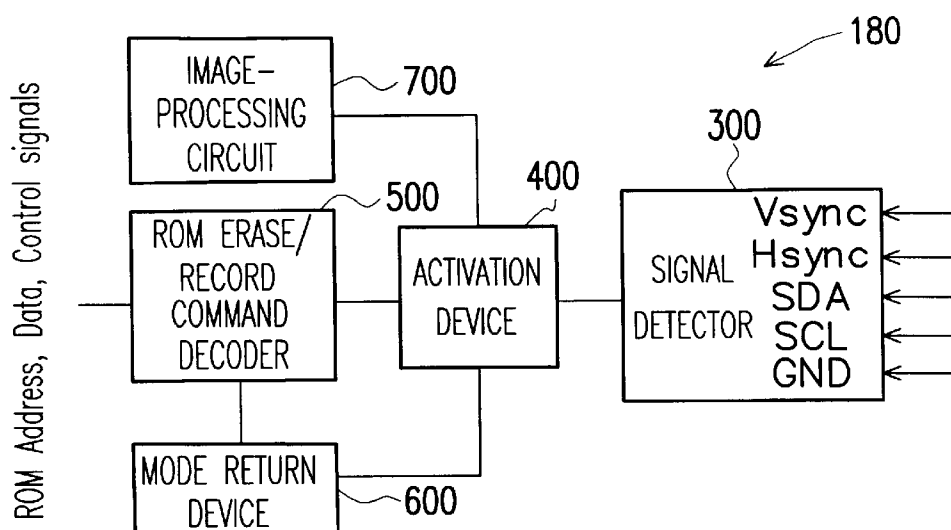 ROM Address, Data, Control signals
180
IMAGE-
PROCESSING
CIRCUIT
700
500
ROM ERASE/
RECORD
COMMAND
DECODER
400
ACTIVATION
DEVICE
300
SIGNAL
DETECTOR
Vsync
Hsync
SDA
SCL
GND
MODE RETURN
DEVICE
600